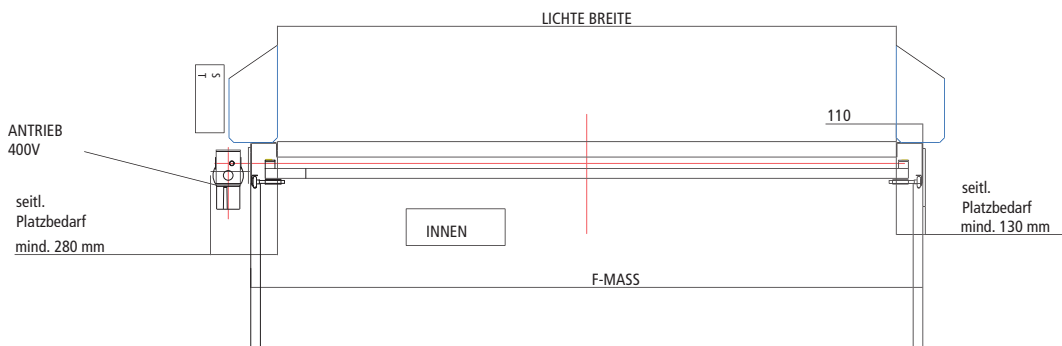 LICHTE BREITE
S
T
110
ANTRIEB
400V
seitl.
Platzbedarf
mind. 280 mm
seitl.
Platzbedarf
mind. 130 mm
INNEN
F-MASS